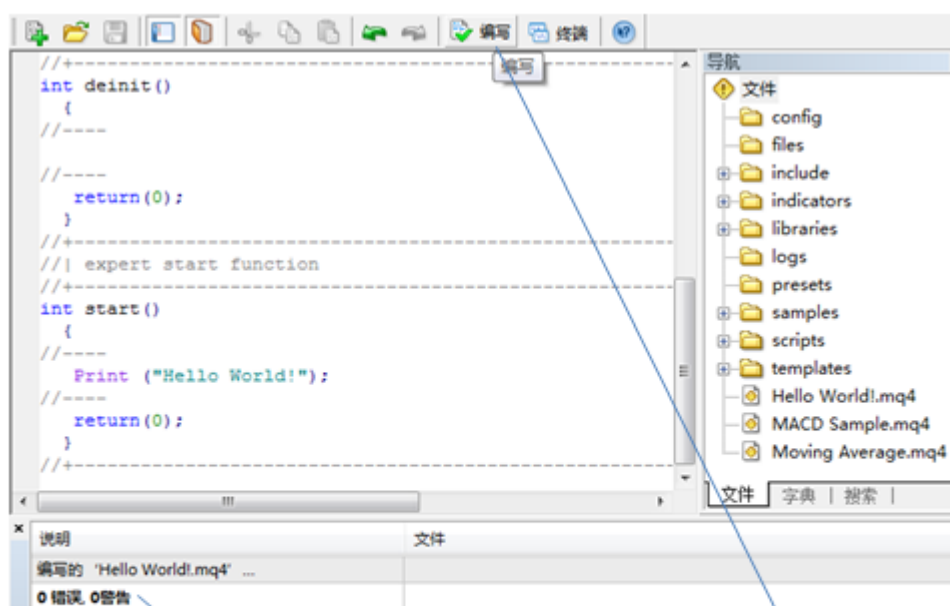 编写 终端
编写
//+------------------------------------------------------------------
int deinit()
{
//----
//----
return(0);
}
//+------------------------------------------------------------------
//| expert start function
//+------------------------------------------------------------------
int start()
{
//----
Print ("Hello World!");
//----
return(0);
}
//+------------------------------------------------------------------
导航
文件
config
files
include
indicators
libraries
logs
presets
samples
scripts
templates
Hello World!.mq4
MACD Sample.mq4
Moving Average.mq4
文件 字典 | 搜索 |
说明 文件
编写的 'Hello World!.mq4' ...
0 错误, 0警告